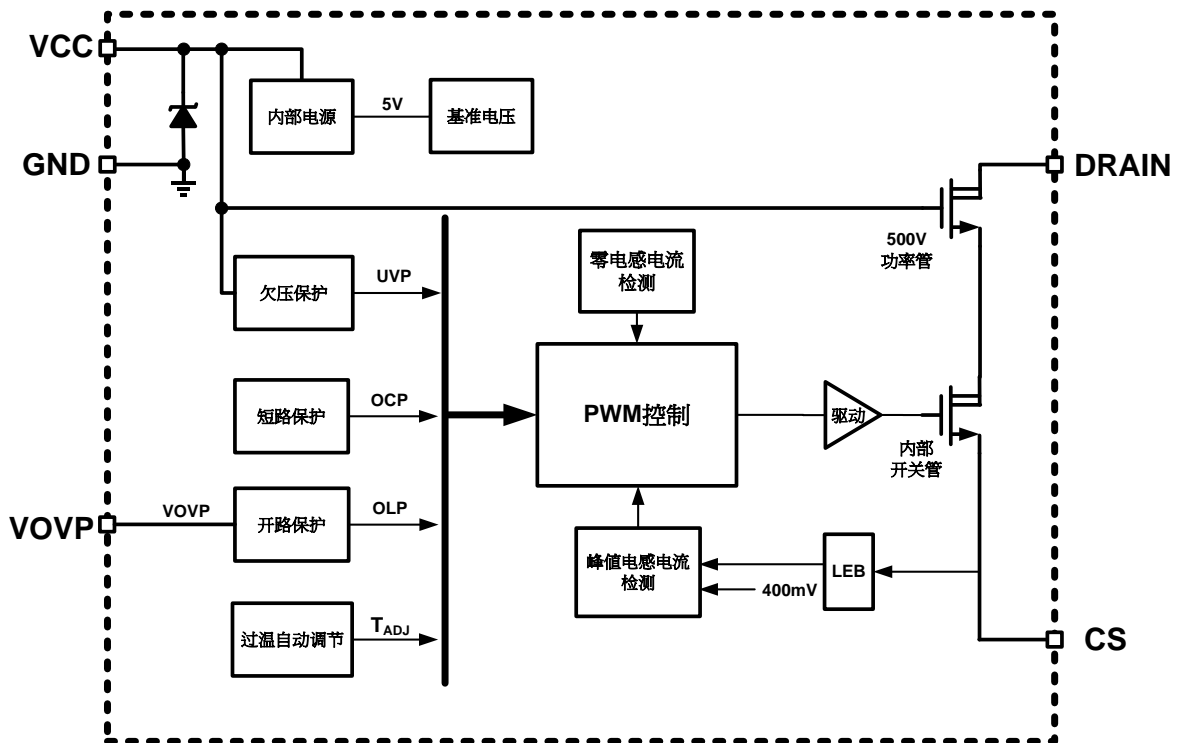 VCC
GND
VOVP
内部电源
5V
基准电压
DRAIN
500V
功率管
欠压保护
UVP
零电感电流
检测
短路保护
OCP
PWM控制
驱动
内部
开关管
VOVP
开路保护
OLP
峰值电感电流
检测
400mV
LEB
过温自动调节
TADJ
CS